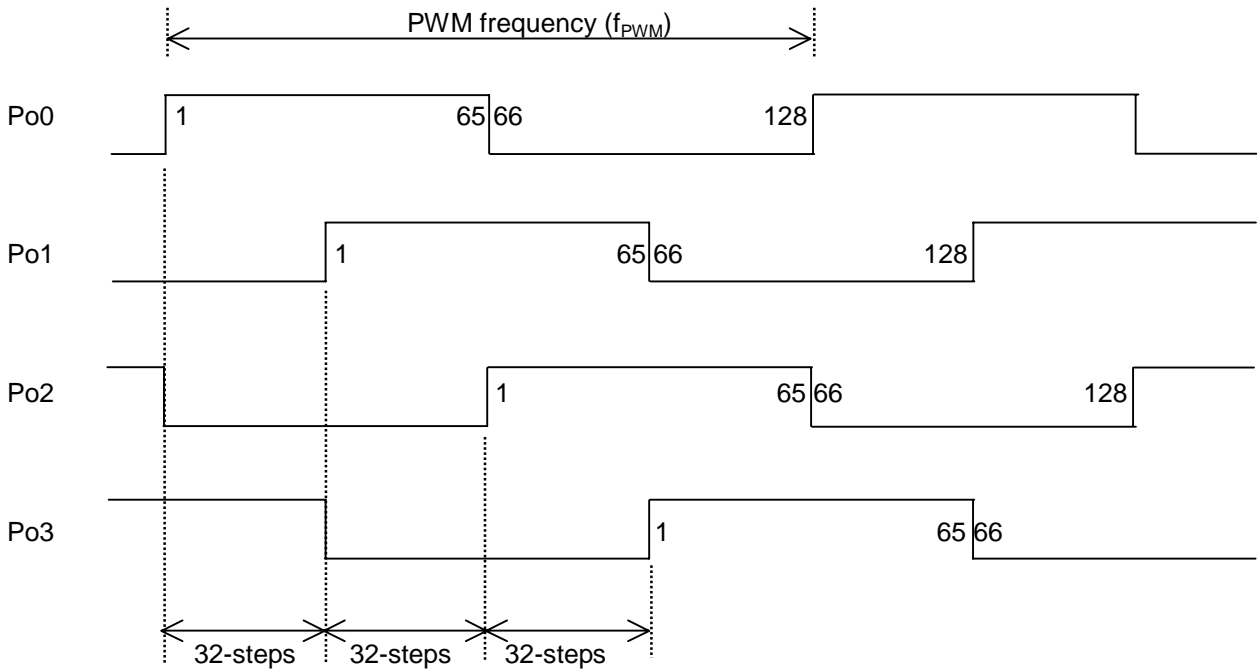 PWM frequency (fPWM)
Po0 1 65 66 128
Po1 1 65 66 128
Po2 1 65 66 128
Po3 1 65 66
32-steps 32-steps 32-steps